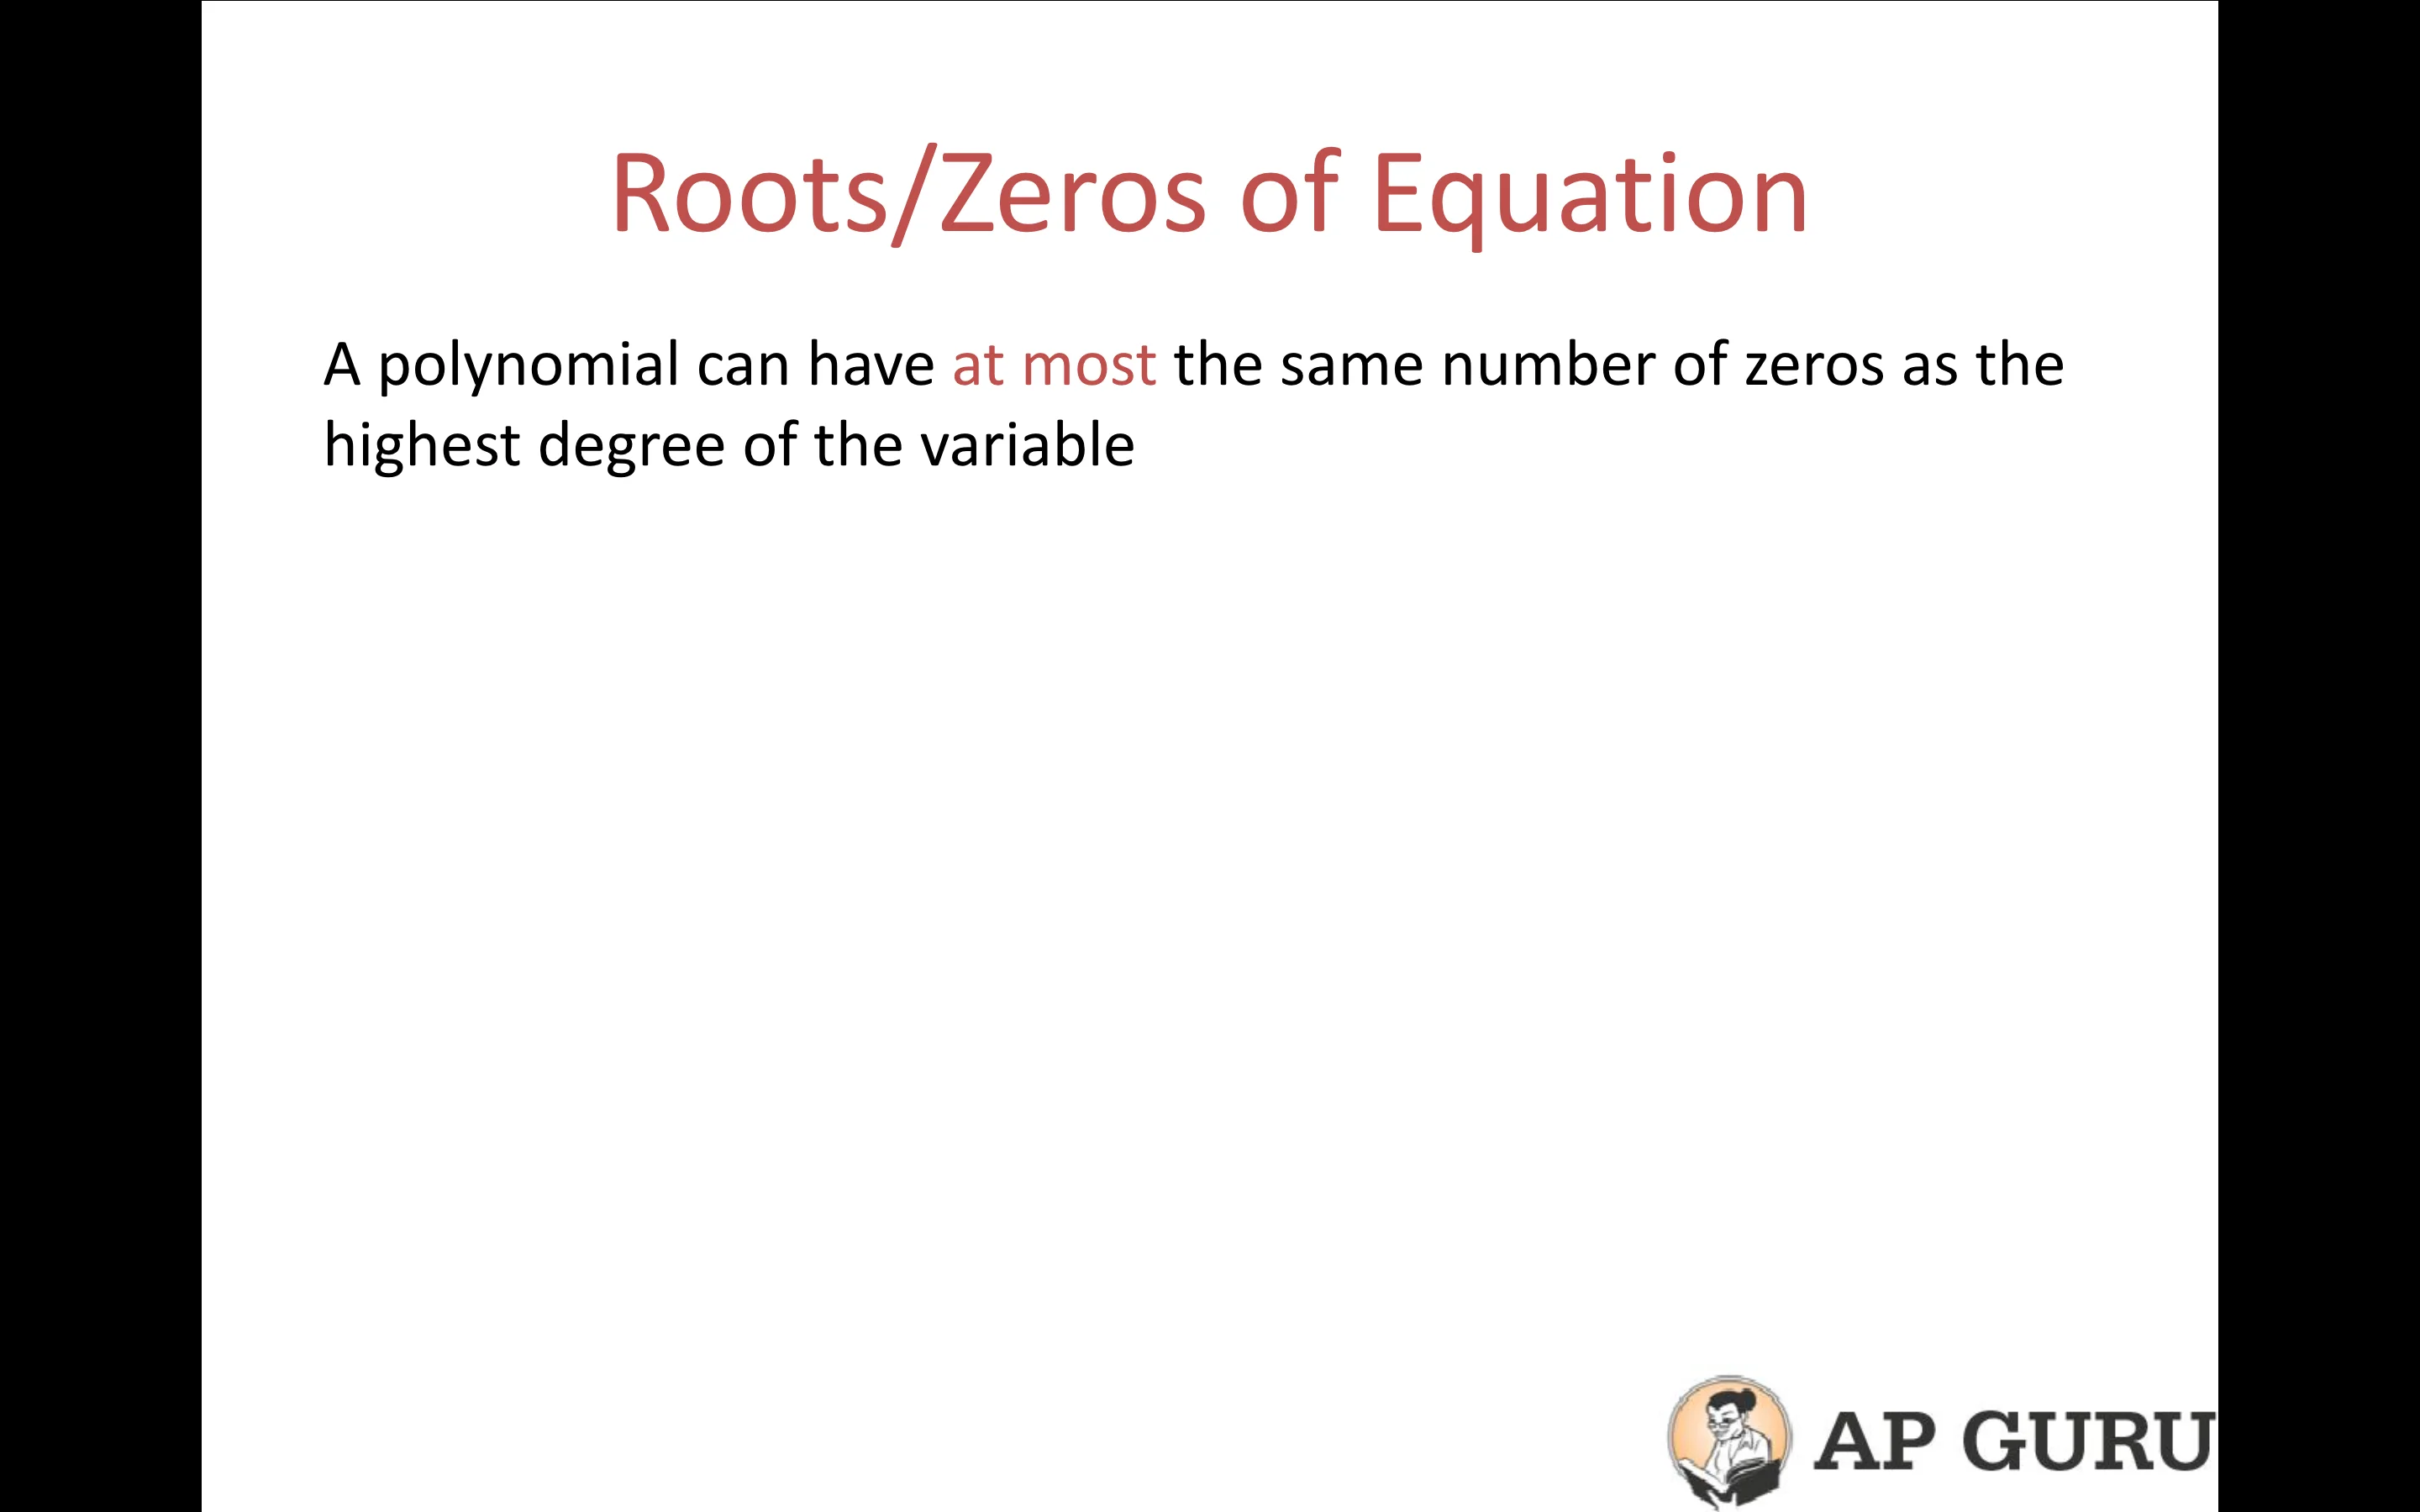 Roots/Zeros of Equation
A polynomial can have at most the same number of zeros as the
highest degree of the variable
AP GURU